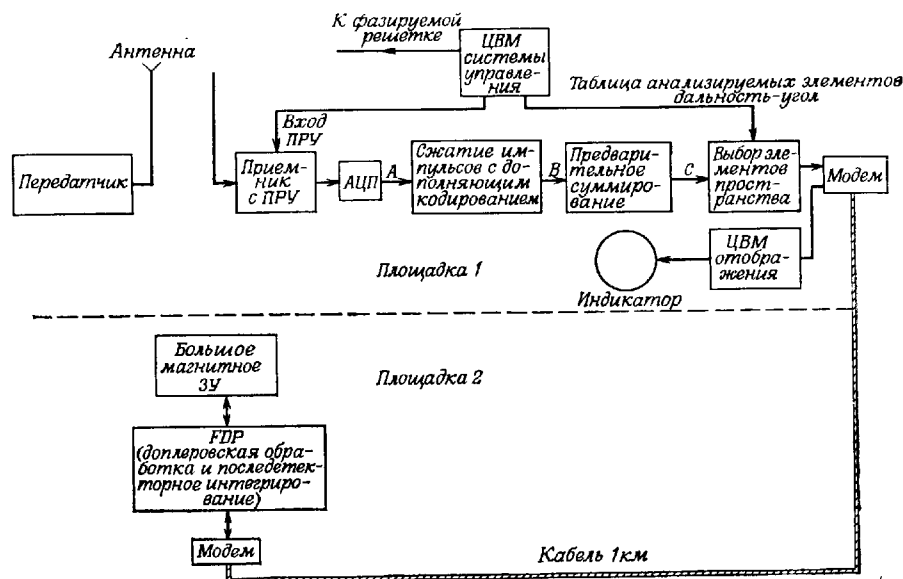 К фазируемой
решетке
ЦВМ
системы
управле-
ния
Антенна
Таблица анализируемых элементов
дальность-угол
Вход
ПРУ
Передатчик
Прием-
ник
с ПРУ
АЦП
А
Сжатие им-
пульсов с до-
полняющим
кодированием
В
Предвари-
тельное
суммиро-
вание
С
Выбор эле-
ментов
прост-
ранства
Модем
ЦВМ
отобра-
жения
Индикатор
Площадка 1
Большое
магнитное
ЗУ
Площадка 2
FDP
(доплеровская обра-
ботка и последетек-
торное интегриро-
вание)
Модем
Кабель 1км